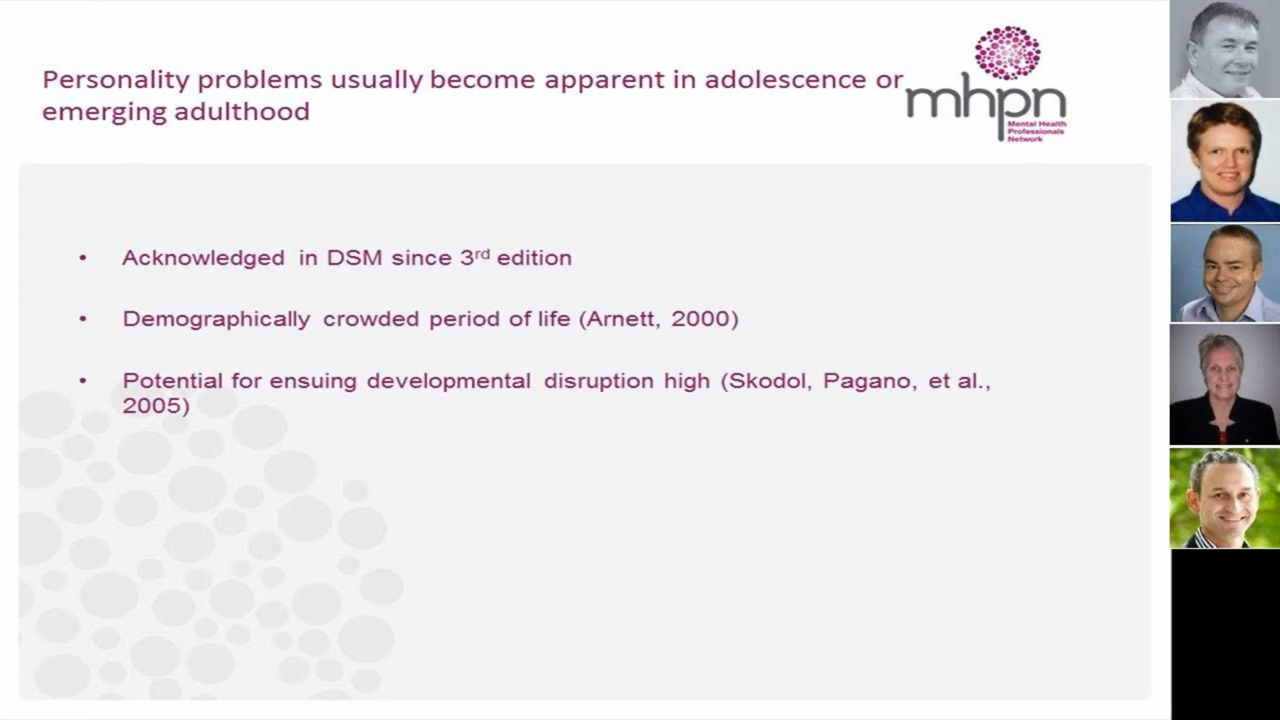 Personality problems usually become apparent in adolescence or
emerging adulthood
mhpn
Mental Health
Professionals
Network
• Acknowledged in DSM since 3rd edition
• Demographically crowded period of life (Arnett, 2000)
• Potential for ensuing developmental disruption high (Skodol, Pagano, et al.,
2005)